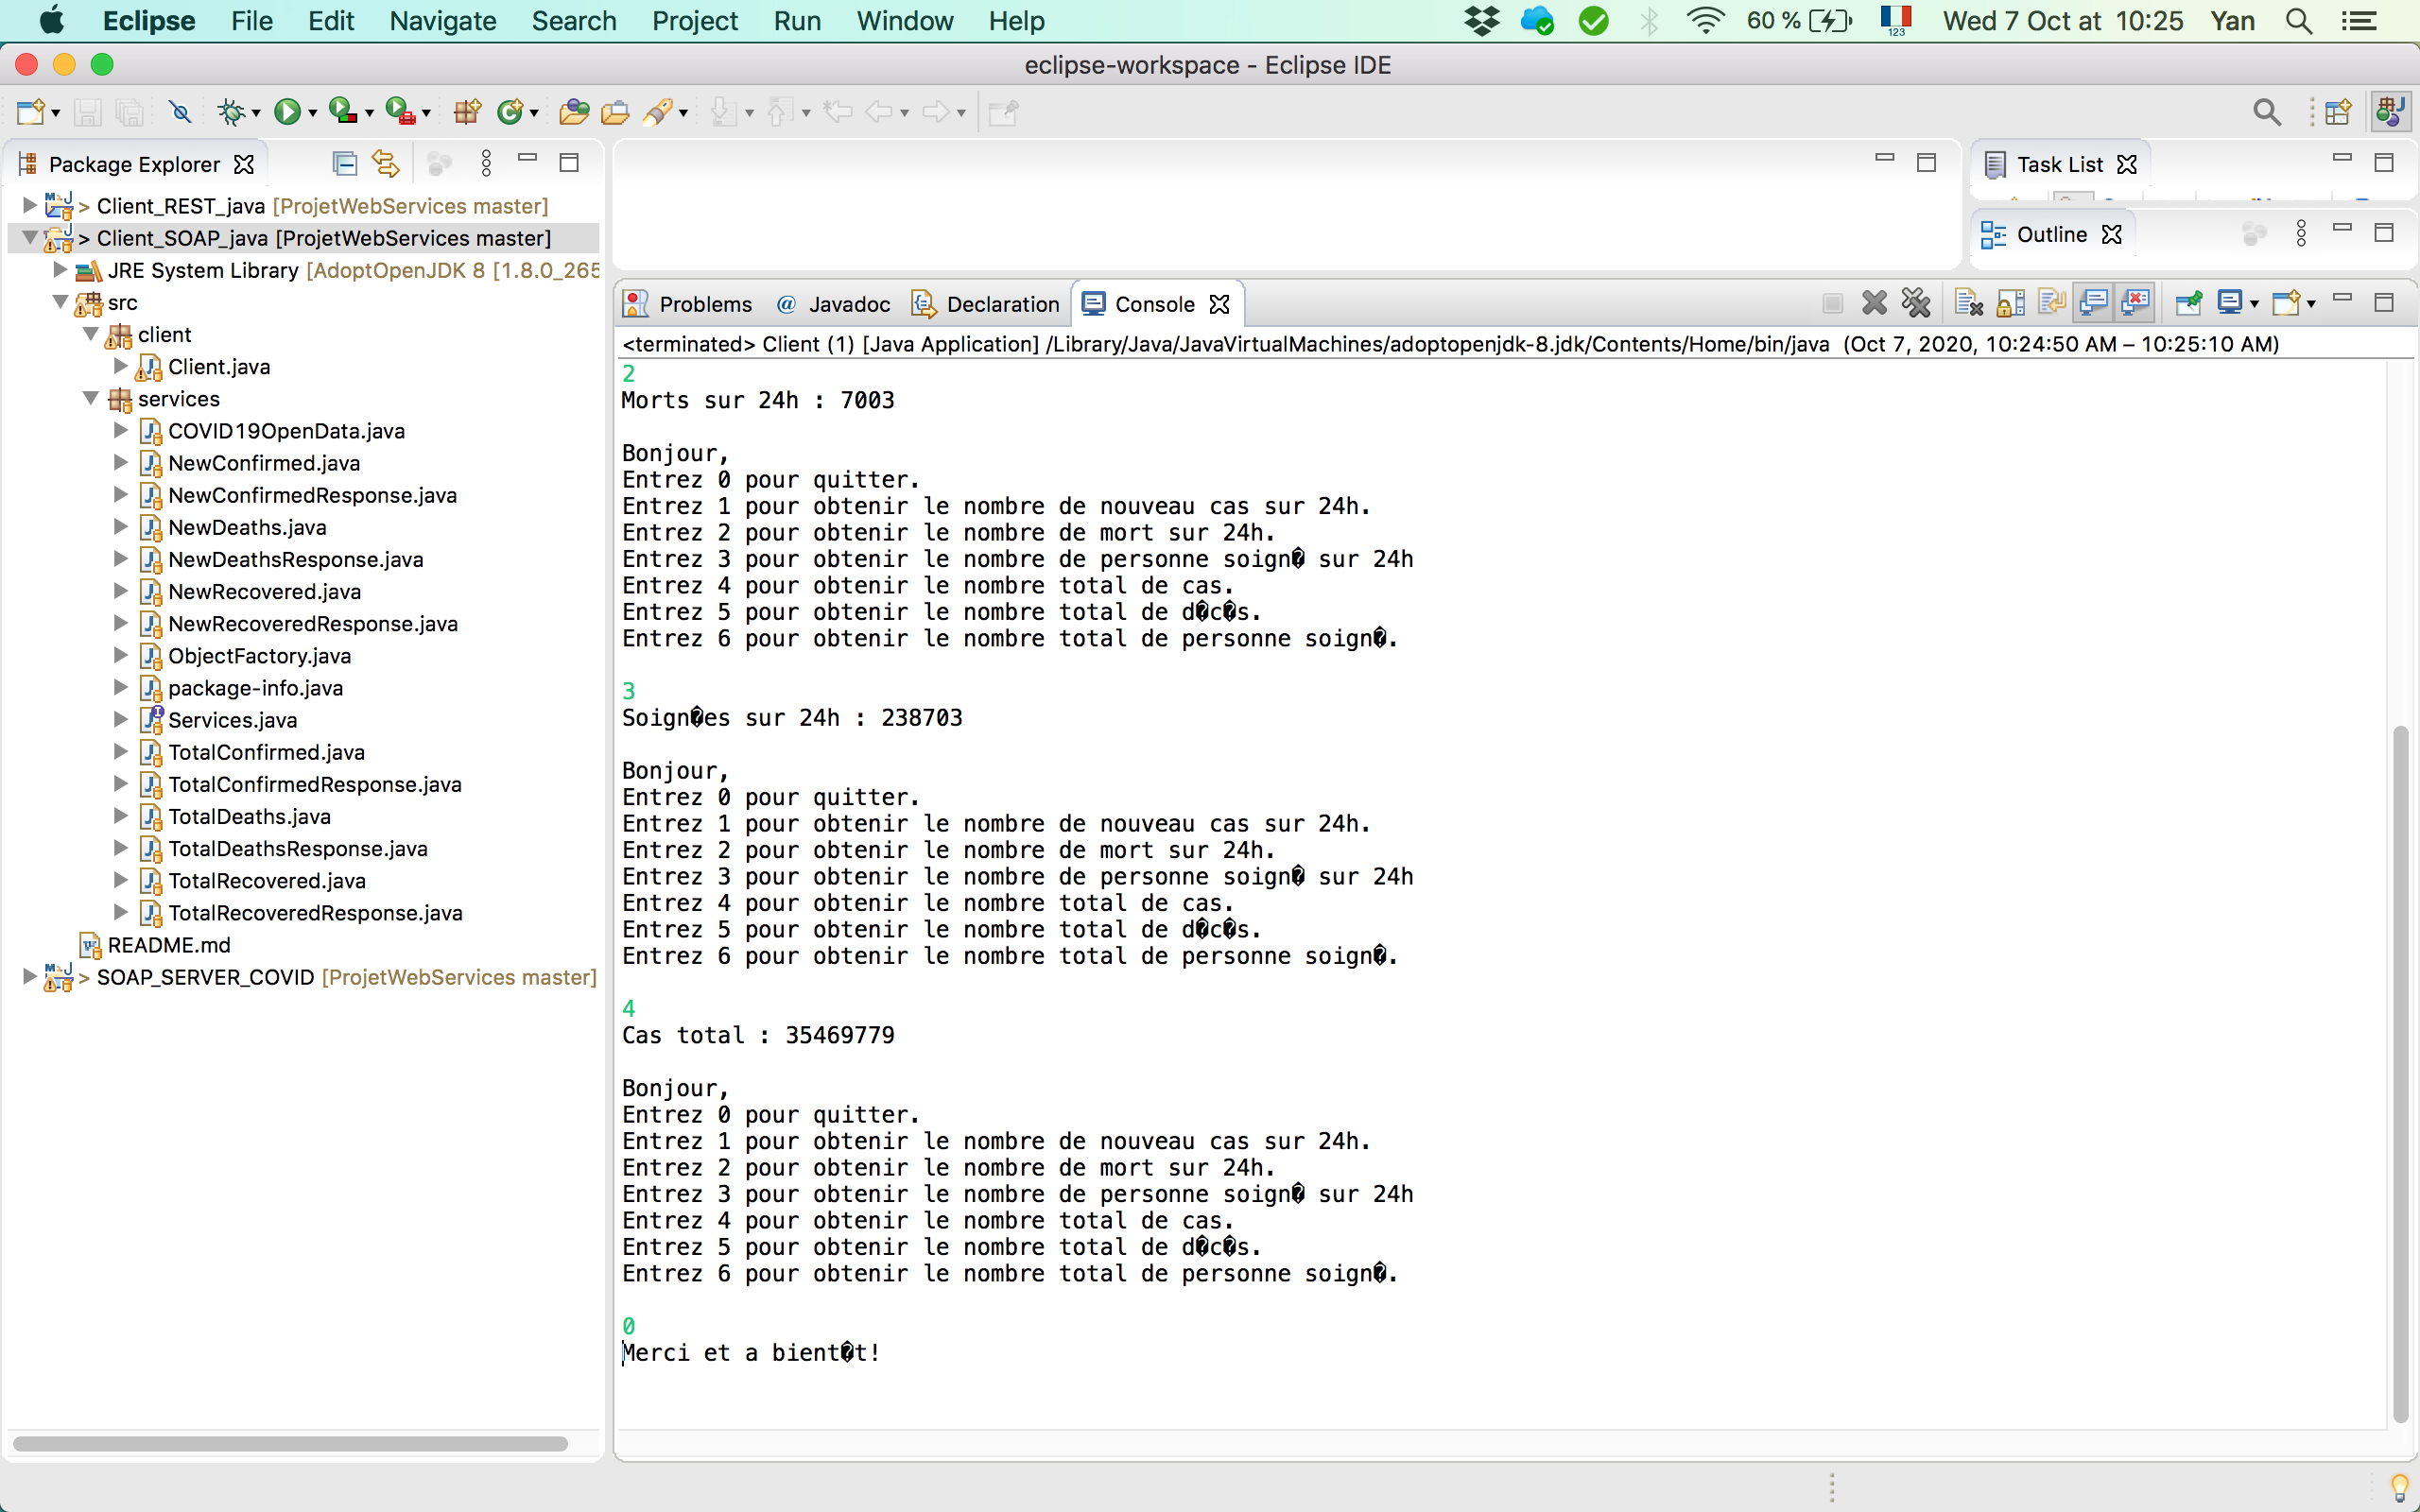 Eclipse File Edit Navigate Search Project Run Window Help 60 % 123 Wed 7 Oct at 10:25 Yan
eclipse-workspace - Eclipse IDE
Package Explorer
> Client_REST_java [ProjetWebServices master]
> Client_SOAP_java [ProjetWebServices master]
JRE System Library [AdoptOpenJDK 8 [1.8.0_265
src
client
Client.java
services
COVID19OpenData.java
NewConfirmed.java
NewConfirmedResponse.java
NewDeaths.java
NewDeathsResponse.java
NewRecovered.java
NewRecoveredResponse.java
ObjectFactory.java
package-info.java
Services.java
TotalConfirmed.java
TotalConfirmedResponse.java
TotalDeaths.java
TotalDeathsResponse.java
TotalRecovered.java
TotalRecoveredResponse.java
README.md
> SOAP_SERVER_COVID [ProjetWebServices master]
Task List
Outline
Problems @ Javadoc Declaration Console
<terminated> Client (1) [Java Application] /Library/Java/JavaVirtualMachines/adoptopenjdk-8.jdk/Contents/Home/bin/java (Oct 7, 2020, 10:24:50 AM – 10:25:10 AM)
2
Morts sur 24h : 7003
Bonjour,
Entrez 0 pour quitter.
Entrez 1 pour obtenir le nombre de nouveau cas sur 24h.
Entrez 2 pour obtenir le nombre de mort sur 24h.
Entrez 3 pour obtenir le nombre de personne soign� sur 24h
Entrez 4 pour obtenir le nombre total de cas.
Entrez 5 pour obtenir le nombre total de d�c�s.
Entrez 6 pour obtenir le nombre total de personne soign�.
3
Soign�es sur 24h : 238703
Bonjour,
Entrez 0 pour quitter.
Entrez 1 pour obtenir le nombre de nouveau cas sur 24h.
Entrez 2 pour obtenir le nombre de mort sur 24h.
Entrez 3 pour obtenir le nombre de personne soign� sur 24h
Entrez 4 pour obtenir le nombre total de cas.
Entrez 5 pour obtenir le nombre total de d�c�s.
Entrez 6 pour obtenir le nombre total de personne soign�.
4
Cas total : 35469779
Bonjour,
Entrez 0 pour quitter.
Entrez 1 pour obtenir le nombre de nouveau cas sur 24h.
Entrez 2 pour obtenir le nombre de mort sur 24h.
Entrez 3 pour obtenir le nombre de personne soign� sur 24h
Entrez 4 pour obtenir le nombre total de cas.
Entrez 5 pour obtenir le nombre total de d�c�s.
Entrez 6 pour obtenir le nombre total de personne soign�.
0
Merci et a bient�t!